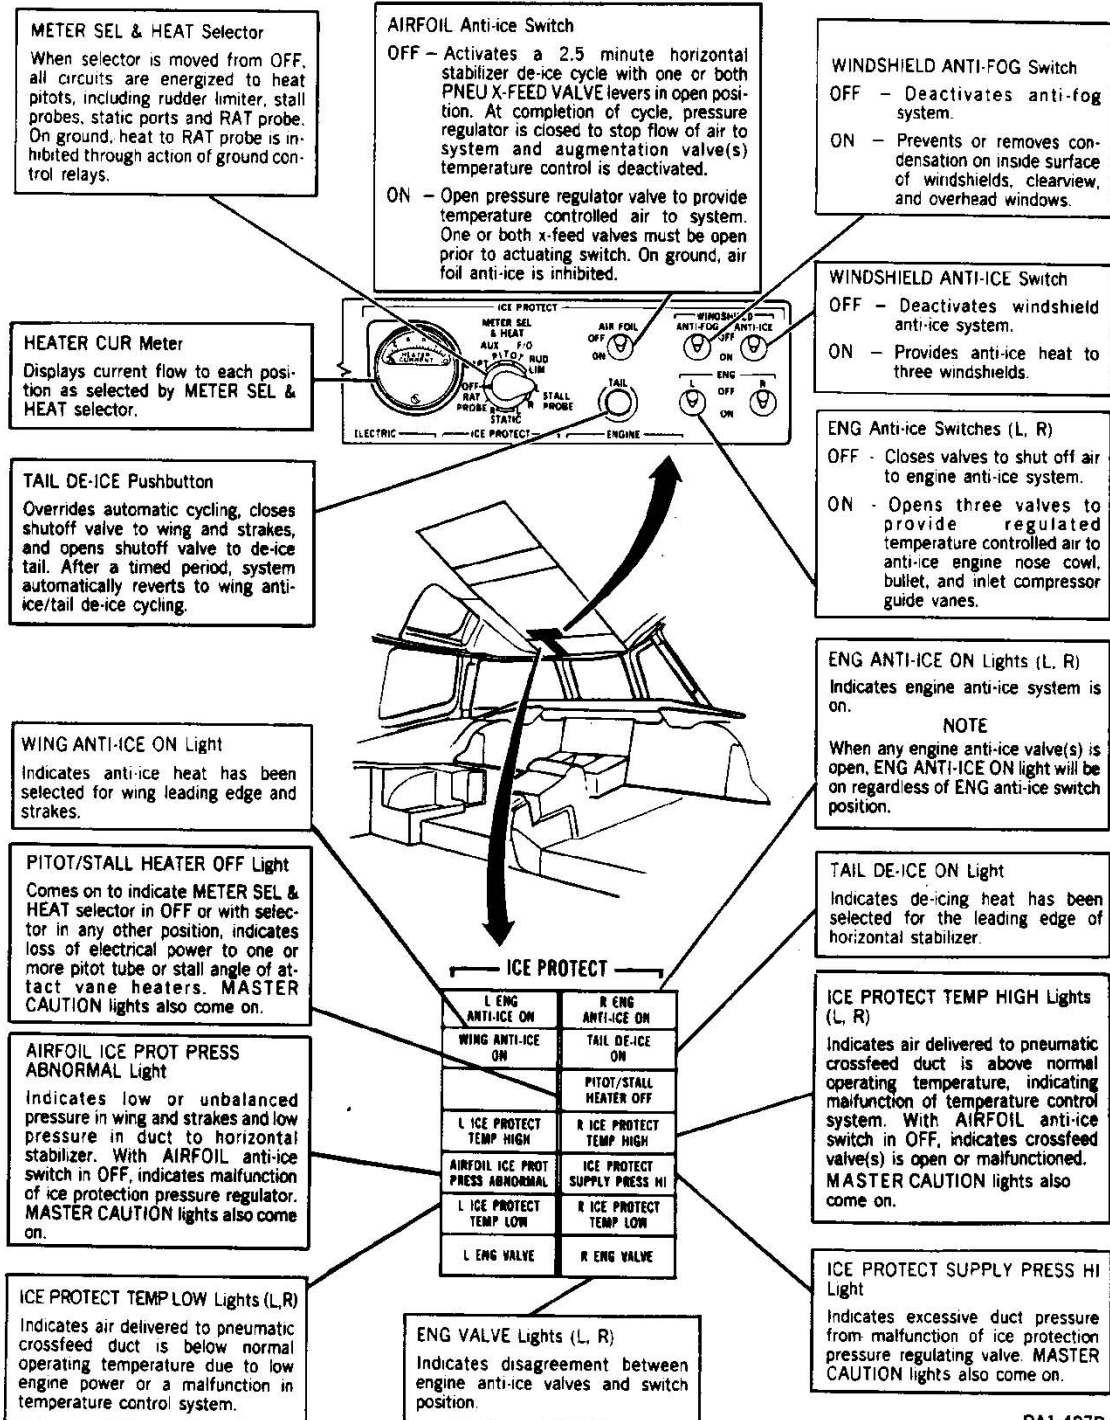 METER SEL & HEAT Selector
When selector is moved from OFF,
all circuits are energized to heat
pitots, including rudder limiter, stall
probes, static ports and RAT probe.
On ground, heat to RAT probe is in-
hibited through action of ground con-
trol relays.
AIRFOIL Anti-ice Switch
OFF – Activates a 2.5 minute horizontal
stabilizer de-ice cycle with one or both
PNEU X-FEED VALVE levers in open posi-
tion. At completion of cycle, pressure
regulator is closed to stop flow of air to
system and augmentation valve(s)
temperature control is deactivated.
ON – Open pressure regulator valve to provide
temperature controlled air to system.
One or both x-feed valves must be open
prior to actuating switch. On ground, air
foil anti-ice is inhibited.
WINDSHIELD ANTI-FOG Switch
OFF – Deactivates anti-fog
system.
ON – Prevents or removes con-
densation on inside surface
of windshields, clearview,
and overhead windows.
WINDSHIELD ANTI-ICE Switch
OFF – Deactivates windshield
anti-ice system.
ON – Provides anti-ice heat to
three windshields.
HEATER CUR Meter
Displays current flow to each posi-
tion as selected by METER SEL &
HEAT selector.
ICE PROTECT
METER SEL
& HEAT
AUX F/O
PITOT
CPT
RUD
LIM
OFF
RAT
PROBE
STALL
PROBE
R
R
STATIC
HEATER
CURRENT
AIR FOIL
OFF
ON
TAIL
WINDSHIELD
ANTI-FOG ANTI-ICE
OFF
ON
ENG
L R
OFF
ON
ELECTRIC ICE PROTECT ENGINE
ENG Anti-ice Switches (L, R)
OFF - Closes valves to shut off air
to engine anti-ice system.
ON - Opens three valves to
provide regulated
temperature controlled air to
anti-ice engine nose cowl,
bullet, and inlet compressor
guide vanes.
TAIL DE-ICE Pushbutton
Overrides automatic cycling, closes
shutoff valve to wing and strakes,
and opens shutoff valve to de-ice
tail. After a timed period, system
automatically reverts to wing anti-
ice/tail de-ice cycling.
ENG ANTI-ICE ON Lights (L, R)
Indicates engine anti-ice system is
on.
NOTE
When any engine anti-ice valve(s) is
open, ENG ANTI-ICE ON light will be
on regardless of ENG anti-ice switch
position.
WING ANTI-ICE ON Light
Indicates anti-ice heat has been
selected for wing leading edge and
strakes.
PITOT/STALL HEATER OFF Light
Comes on to indicate METER SEL &
HEAT selector in OFF or with selec-
tor in any other position, indicates
loss of electrical power to one or
more pitot tube or stall angle of at-
tact vane heaters. MASTER
CAUTION lights also come on.
TAIL DE-ICE ON Light
Indicates de-icing heat has been
selected for the leading edge of
horizontal stabilizer.
AIRFOIL ICE PROT PRESS
ABNORMAL Light
Indicates low or unbalanced
pressure in wing and strakes and low
pressure in duct to horizontal
stabilizer. With AIRFOIL anti-ice
switch in OFF, indicates malfunction
of ice protection pressure regulator.
MASTER CAUTION lights also come
on.
ICE PROTECT
L ENG
ANTI-ICE ON
R ENG
ANTI-ICE ON
WING ANTI-ICE
ON
TAIL DE-ICE
ON
PITOT/STALL
HEATER OFF
L ICE PROTECT
TEMP HIGH
R ICE PROTECT
TEMP HIGH
AIRFOIL ICE PROT
PRESS ABNORMAL
ICE PROTECT
SUPPLY PRESS HI
L ICE PROTECT
TEMP LOW
R ICE PROTECT
TEMP LOW
L ENG VALVE
R ENG VALVE
ICE PROTECT TEMP HIGH Lights
(L, R)
Indicates air delivered to pneumatic
crossfeed duct is above normal
operating temperature, indicating
malfunction of temperature control
system. With AIRFOIL anti-ice
switch in OFF, indicates crossfeed
valve(s) is open or malfunctioned.
MASTER CAUTION lights also
come on.
ICE PROTECT TEMP LOW Lights (L,R)
Indicates air delivered to pneumatic
crossfeed duct is below normal
operating temperature due to low
engine power or a malfunction in
temperature control system.
ENG VALVE Lights (L, R)
Indicates disagreement between
engine anti-ice valves and switch
position.
ICE PROTECT SUPPLY PRESS HI
Light
Indicates excessive duct pressure
from malfunction of ice protection
pressure regulating valve. MASTER
CAUTION lights also come on.